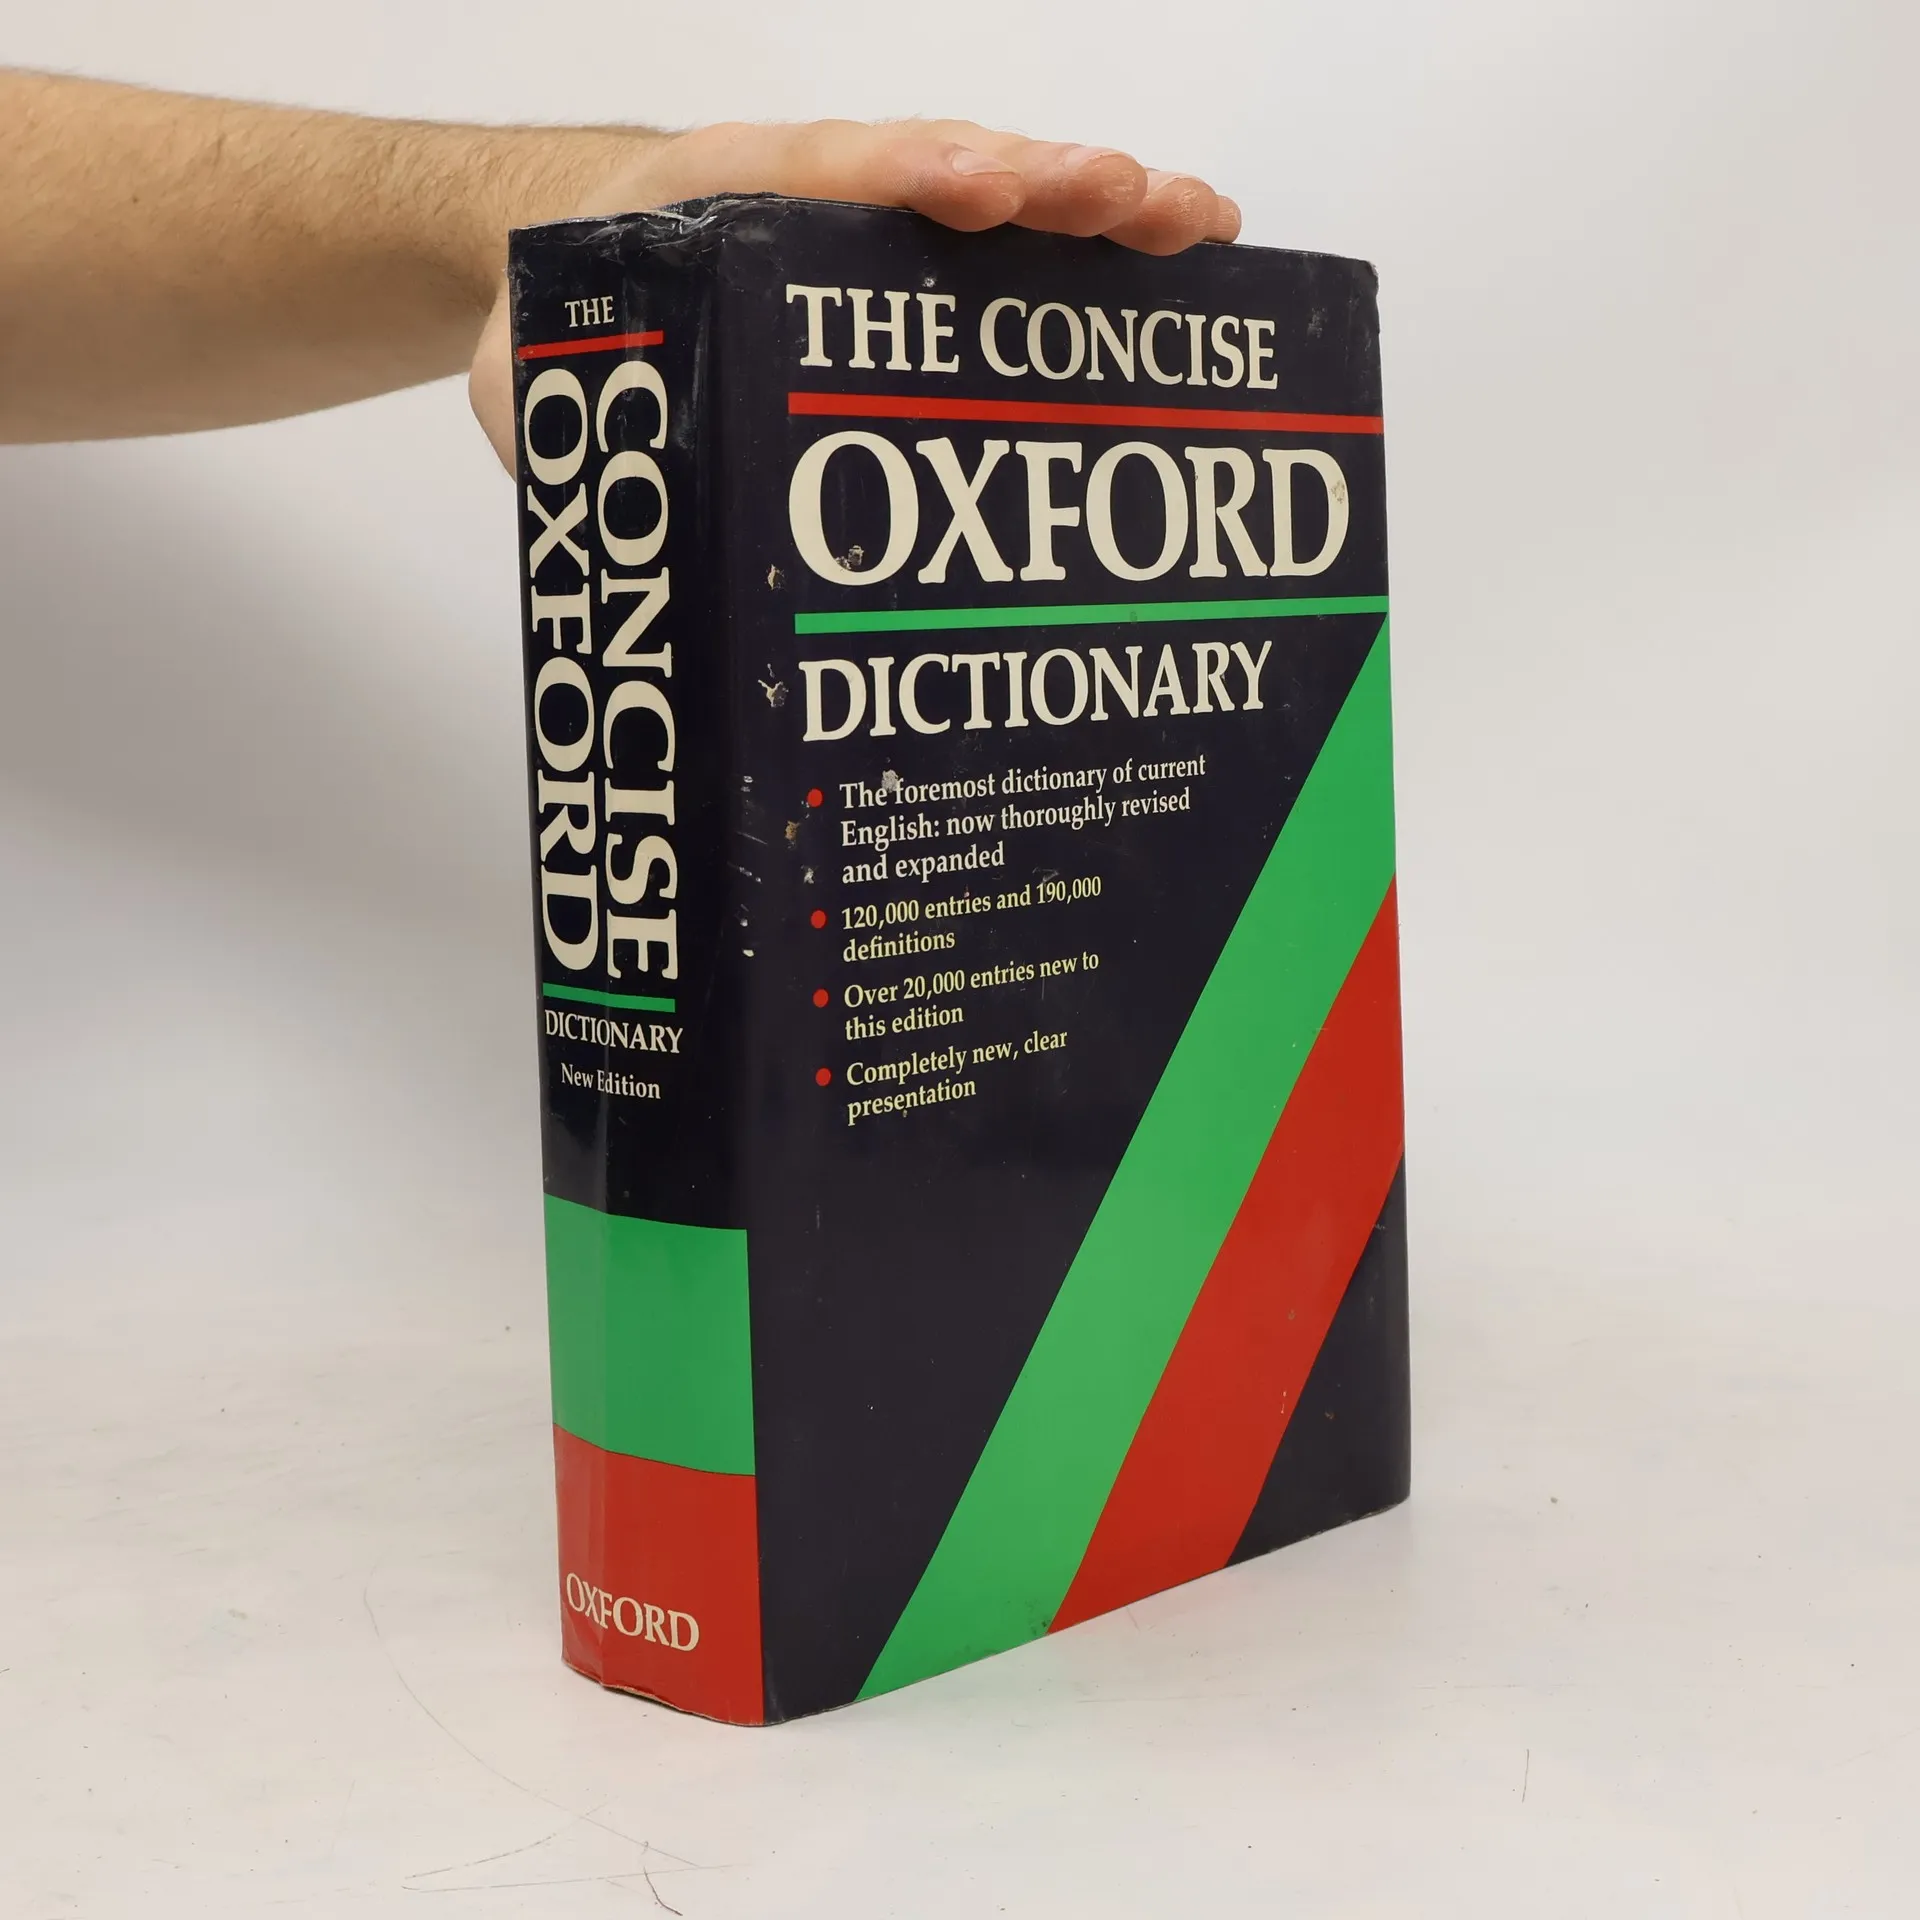 THE
CONCISE
OXFORD
DICTIONARY
New Edition
OXFORD
THE CONCISE
OXFORD
DICTIONARY
The foremost dictionary of current
English: now thoroughly revised
and expanded
120,000 entries and 190,000
definitions
Over 20,000 entries new to
this edition
Completely new, clear
presentation